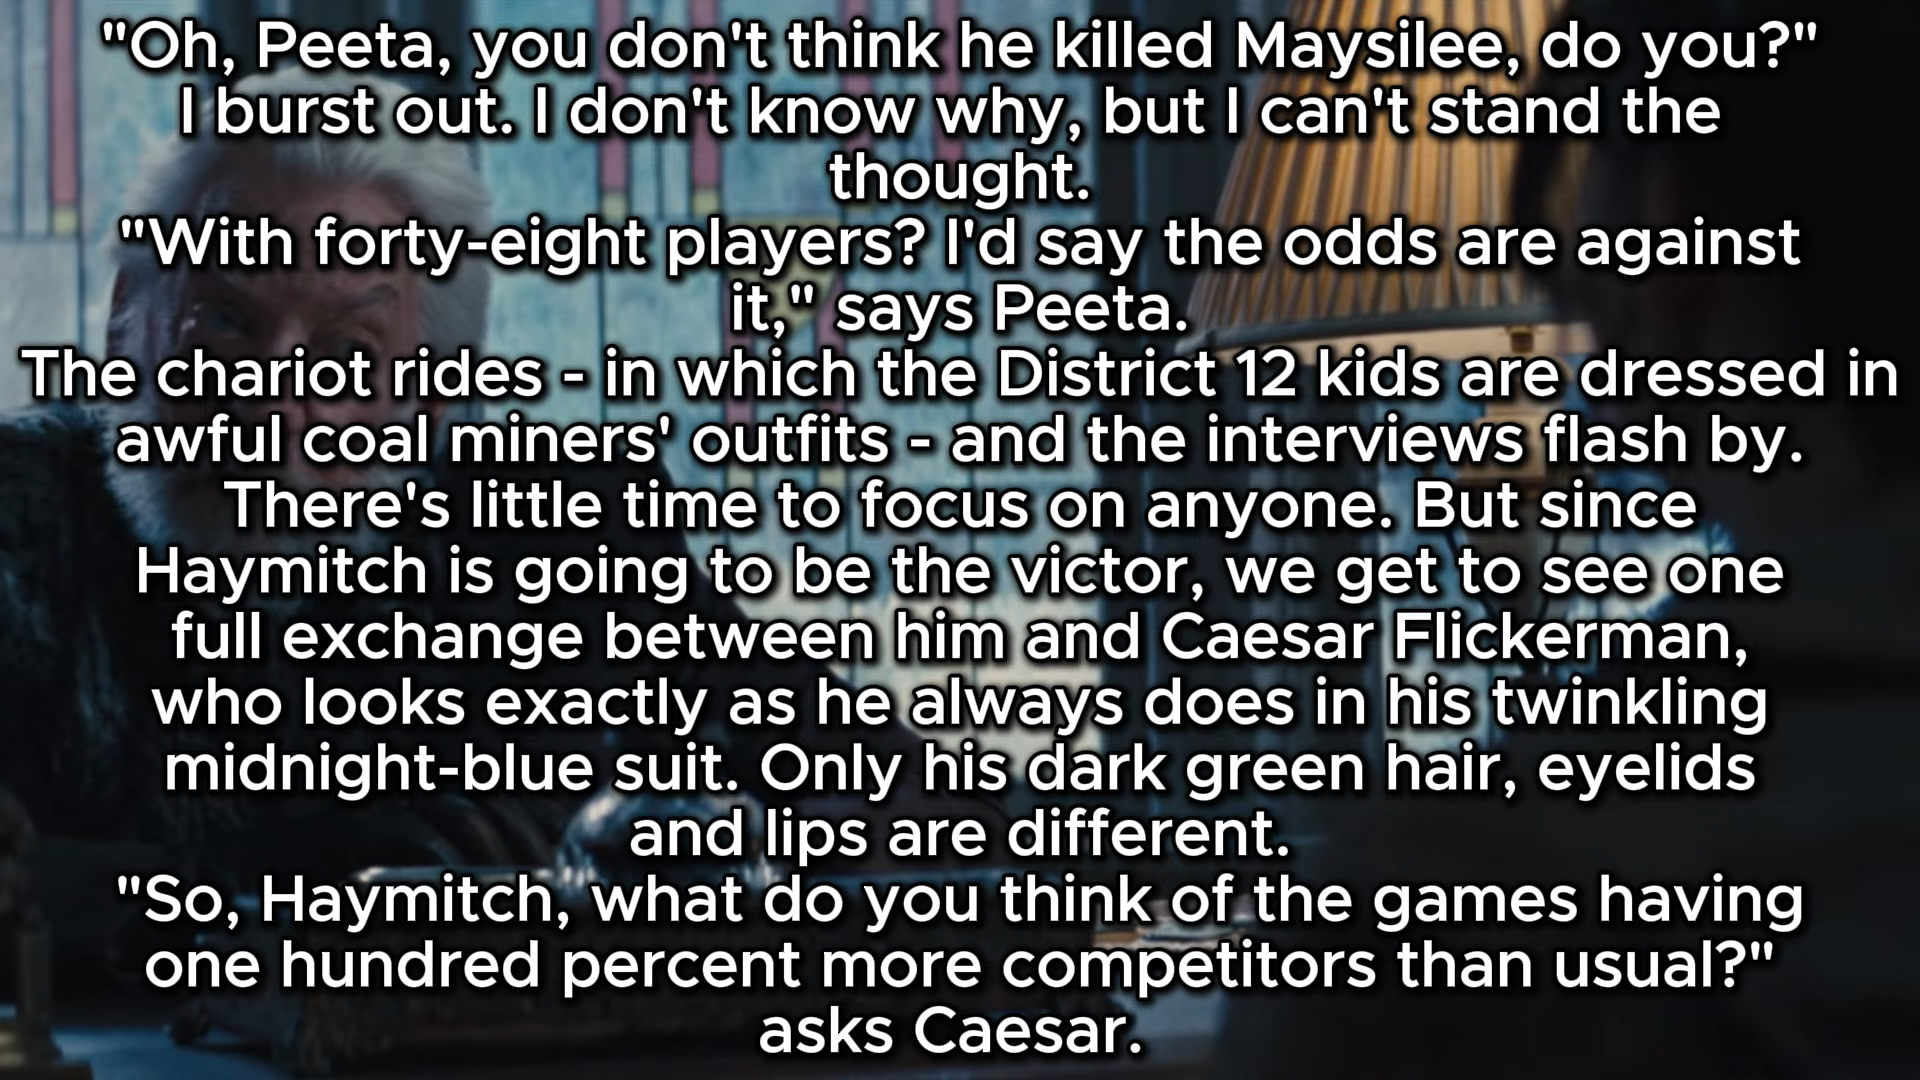 "Oh, Peeta, you don't think he killed Maysilee, do you?"
I burst out. I don't know why, but I can't stand the
thought.
"With forty-eight players? I'd say the odds are against
it," says Peeta.
The chariot rides - in which the District 12 kids are dressed in
awful coal miners' outfits - and the interviews flash by.
There's little time to focus on anyone. But since
Haymitch is going to be the victor, we get to see one
full exchange between him and Caesar Flickerman,
who looks exactly as he always does in his twinkling
midnight-blue suit. Only his dark green hair, eyelids
and lips are different.
"So, Haymitch, what do you think of the games having
one hundred percent more competitors than usual?"
asks Caesar.